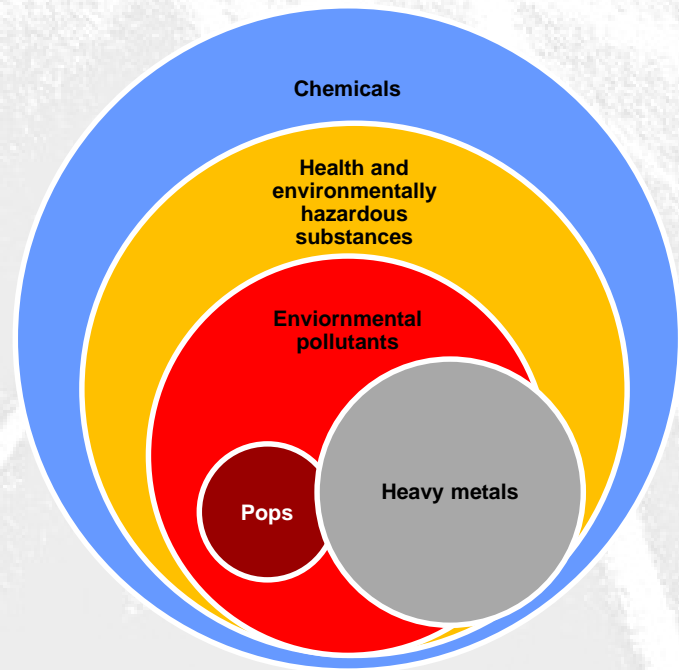 Chemicals
Health and
environmentally
hazardous
substances
Enviornmental
pollutants
Heavy metals
Pops